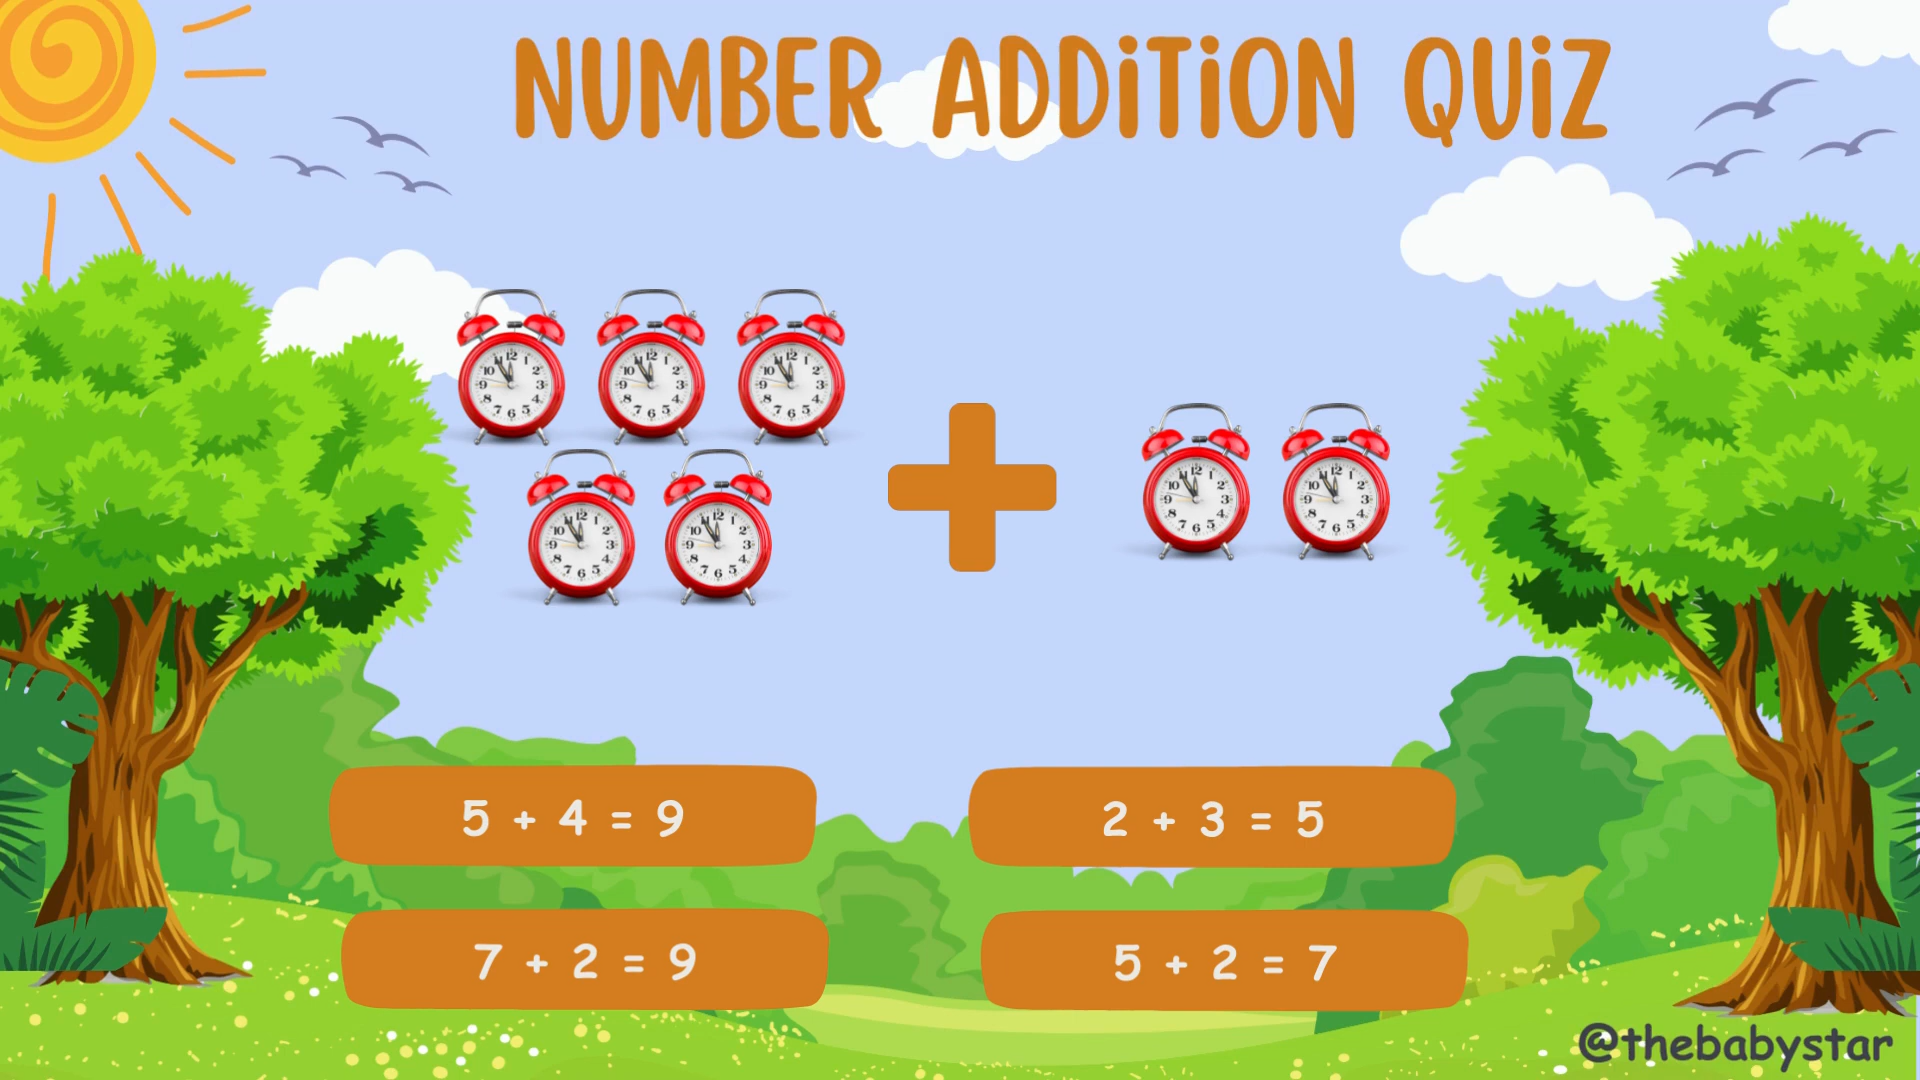 NUMBER ADDiTiON QUiZ
5 + 4 = 9
2 + 3 = 5
7 + 2 = 9
5 + 2 = 7
@thebabystar